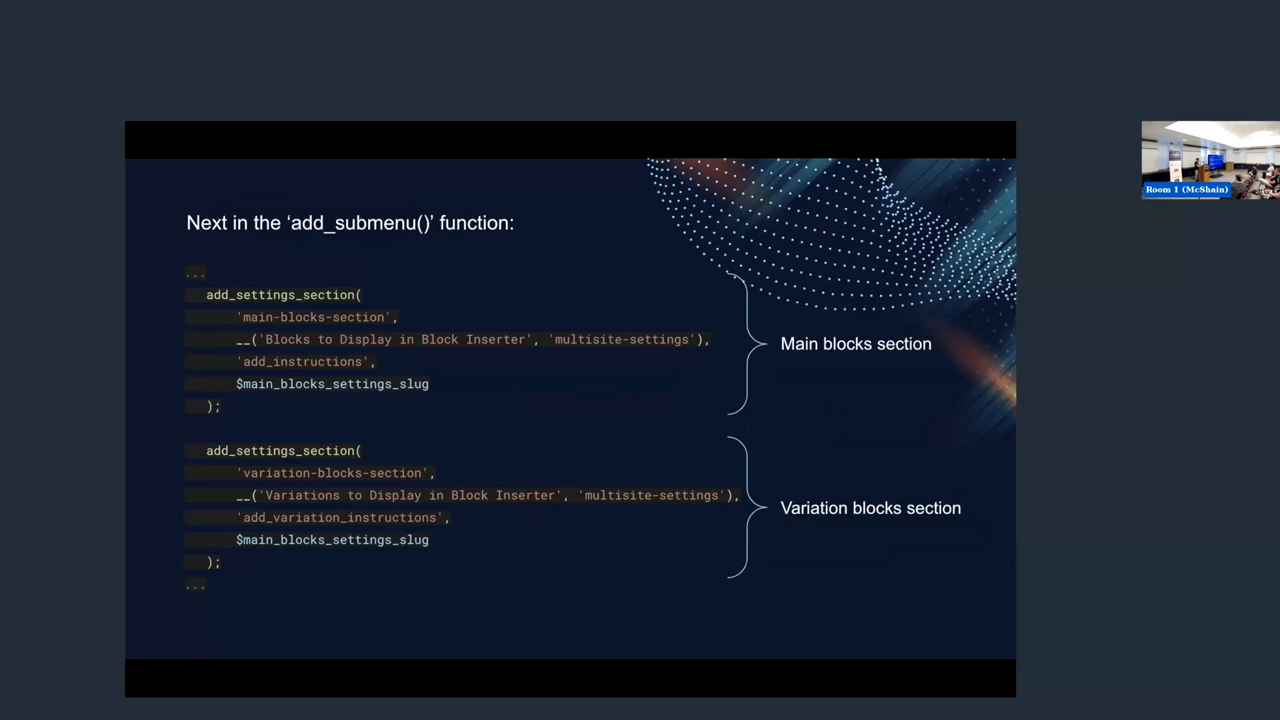 Next in the ‘add_submenu()’ function:
...
add_settings_section(
'main-blocks-section',
__('Blocks to Display in Block Inserter', 'multisite-settings'),
'add_instructions',
$main_blocks_settings_slug
);
Main blocks section
add_settings_section(
'variation-blocks-section',
__('Variations to Display in Block Inserter', 'multisite-settings'),
'add_variation_instructions',
$main_blocks_settings_slug
);
...
Variation blocks section
Room 1 (McShain)